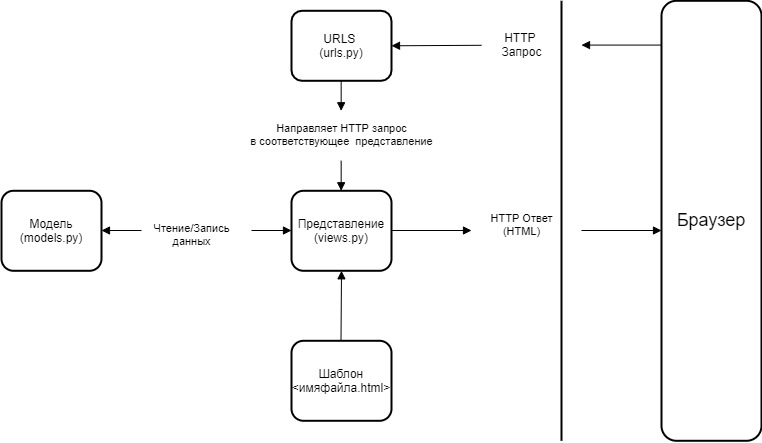 URLS
(urls.py)
HTTP
Запрос
Направляет HTTP запрос
в соответствующее представление
Модель
(models.py)
Чтение/Запись
данных
Представление
(views.py)
HTTP Ответ
(HTML)
Браузер
Шаблон
<имяфайла.html>